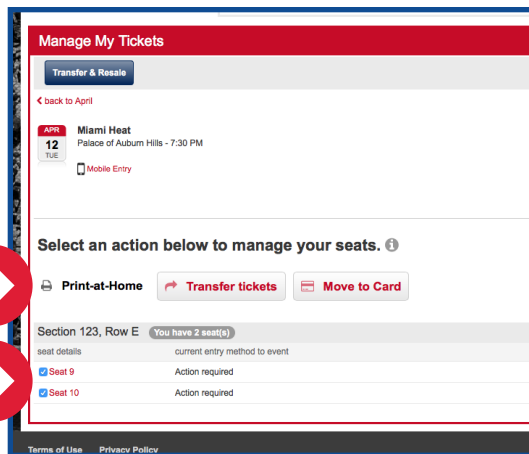 Manage My Tickets
Transfer & Resale
back to April
APR
12
TUE
Miami Heat
Palace of Auburn Hills - 7:30 PM
Mobile Entry
Select an action below to manage your seats.
Print-at-Home Transfer tickets Move to Card
Section 123, Row E You have 2 seat(s)
seat details current entry method to event
Seat 9 Action required
Seat 10 Action required
Terms of Use Privacy Policy